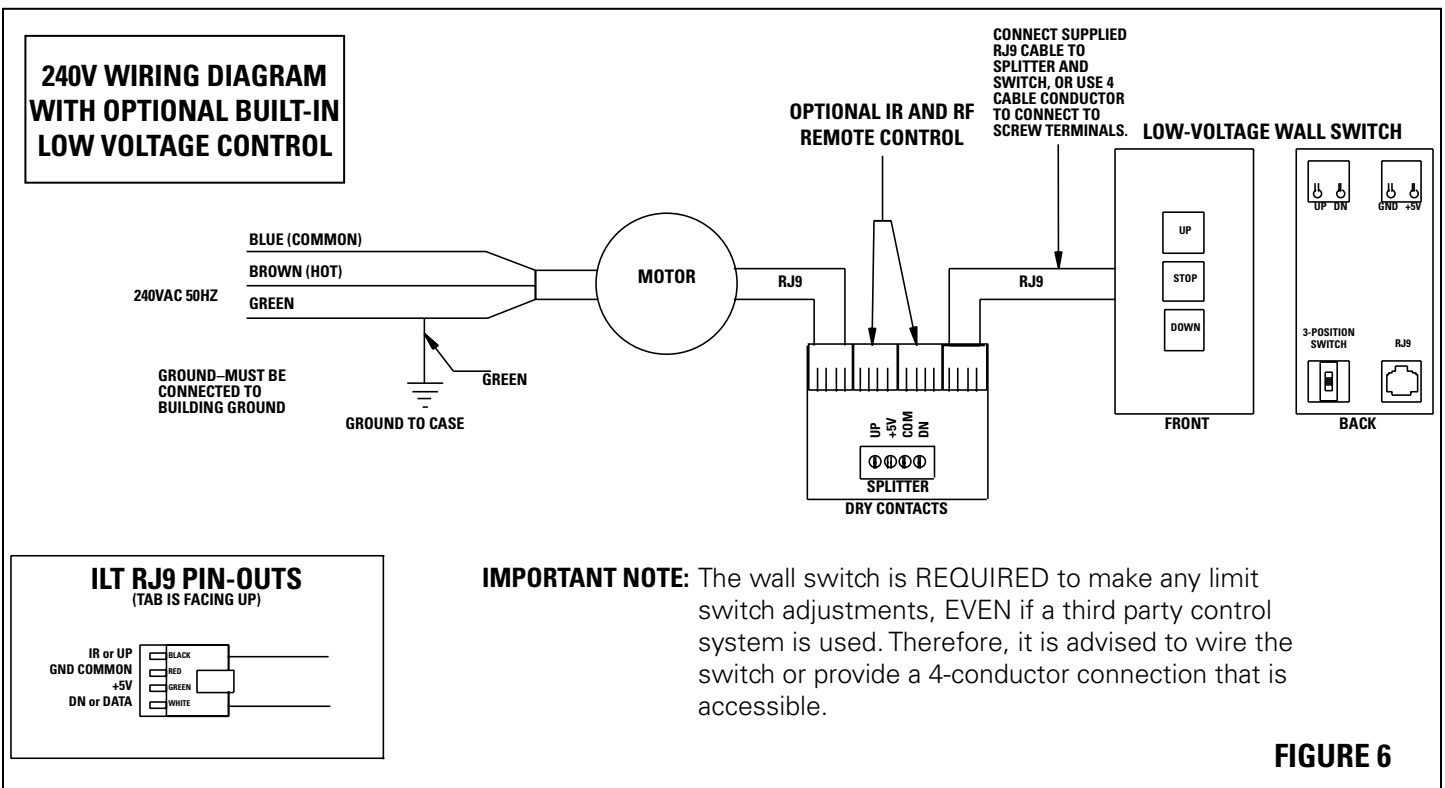 240V WIRING DIAGRAM
WITH OPTIONAL BUILT-IN
LOW VOLTAGE CONTROL
CONNECT SUPPLIED
RJ9 CABLE TO
SPLITTER AND
SWITCH, OR USE 4
CABLE CONDUCTOR
TO CONNECT TO
SCREW TERMINALS.
OPTIONAL IR AND RF
REMOTE CONTROL
LOW-VOLTAGE WALL SWITCH
BLUE (COMMON)
BROWN (HOT)
GREEN
240VAC 50HZ
GROUND–MUST BE
CONNECTED TO
BUILDING GROUND
GREEN
GROUND TO CASE
MOTOR
RJ9
RJ9
UP
+5V
COM
DN
SPLITTER
DRY CONTACTS
UP
STOP
DOWN
FRONT
UP DN
GND +5V
3-POSITION
SWITCH
RJ9
BACK
ILT RJ9 PIN-OUTS
(TAB IS FACING UP)
IR or UP BLACK
GND COMMON RED
+5V GREEN
DN or DATA WHITE
IMPORTANT NOTE: The wall switch is REQUIRED to make any limit
switch adjustments, EVEN if a third party control
system is used. Therefore, it is advised to wire the
switch or provide a 4-conductor connection that is
accessible.
FIGURE 6